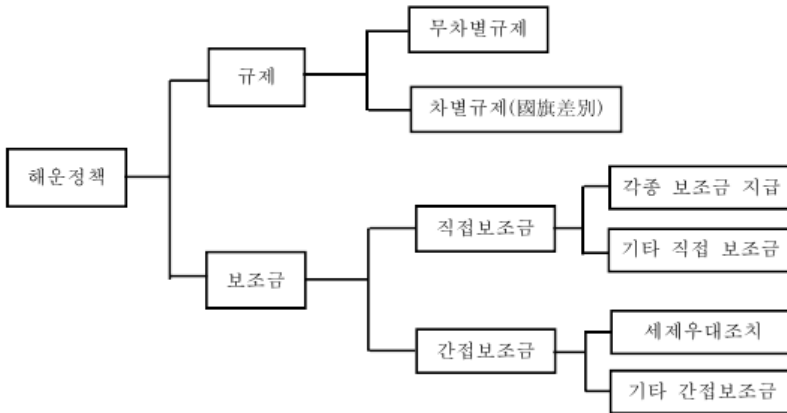 무차별규제
규제
차별규제(國旗差別)
해운정책
각종 보조금 지급
직접보조금
기타 직접 보조금
보조금
세제우대조치
간접보조금
기타 간접보조금